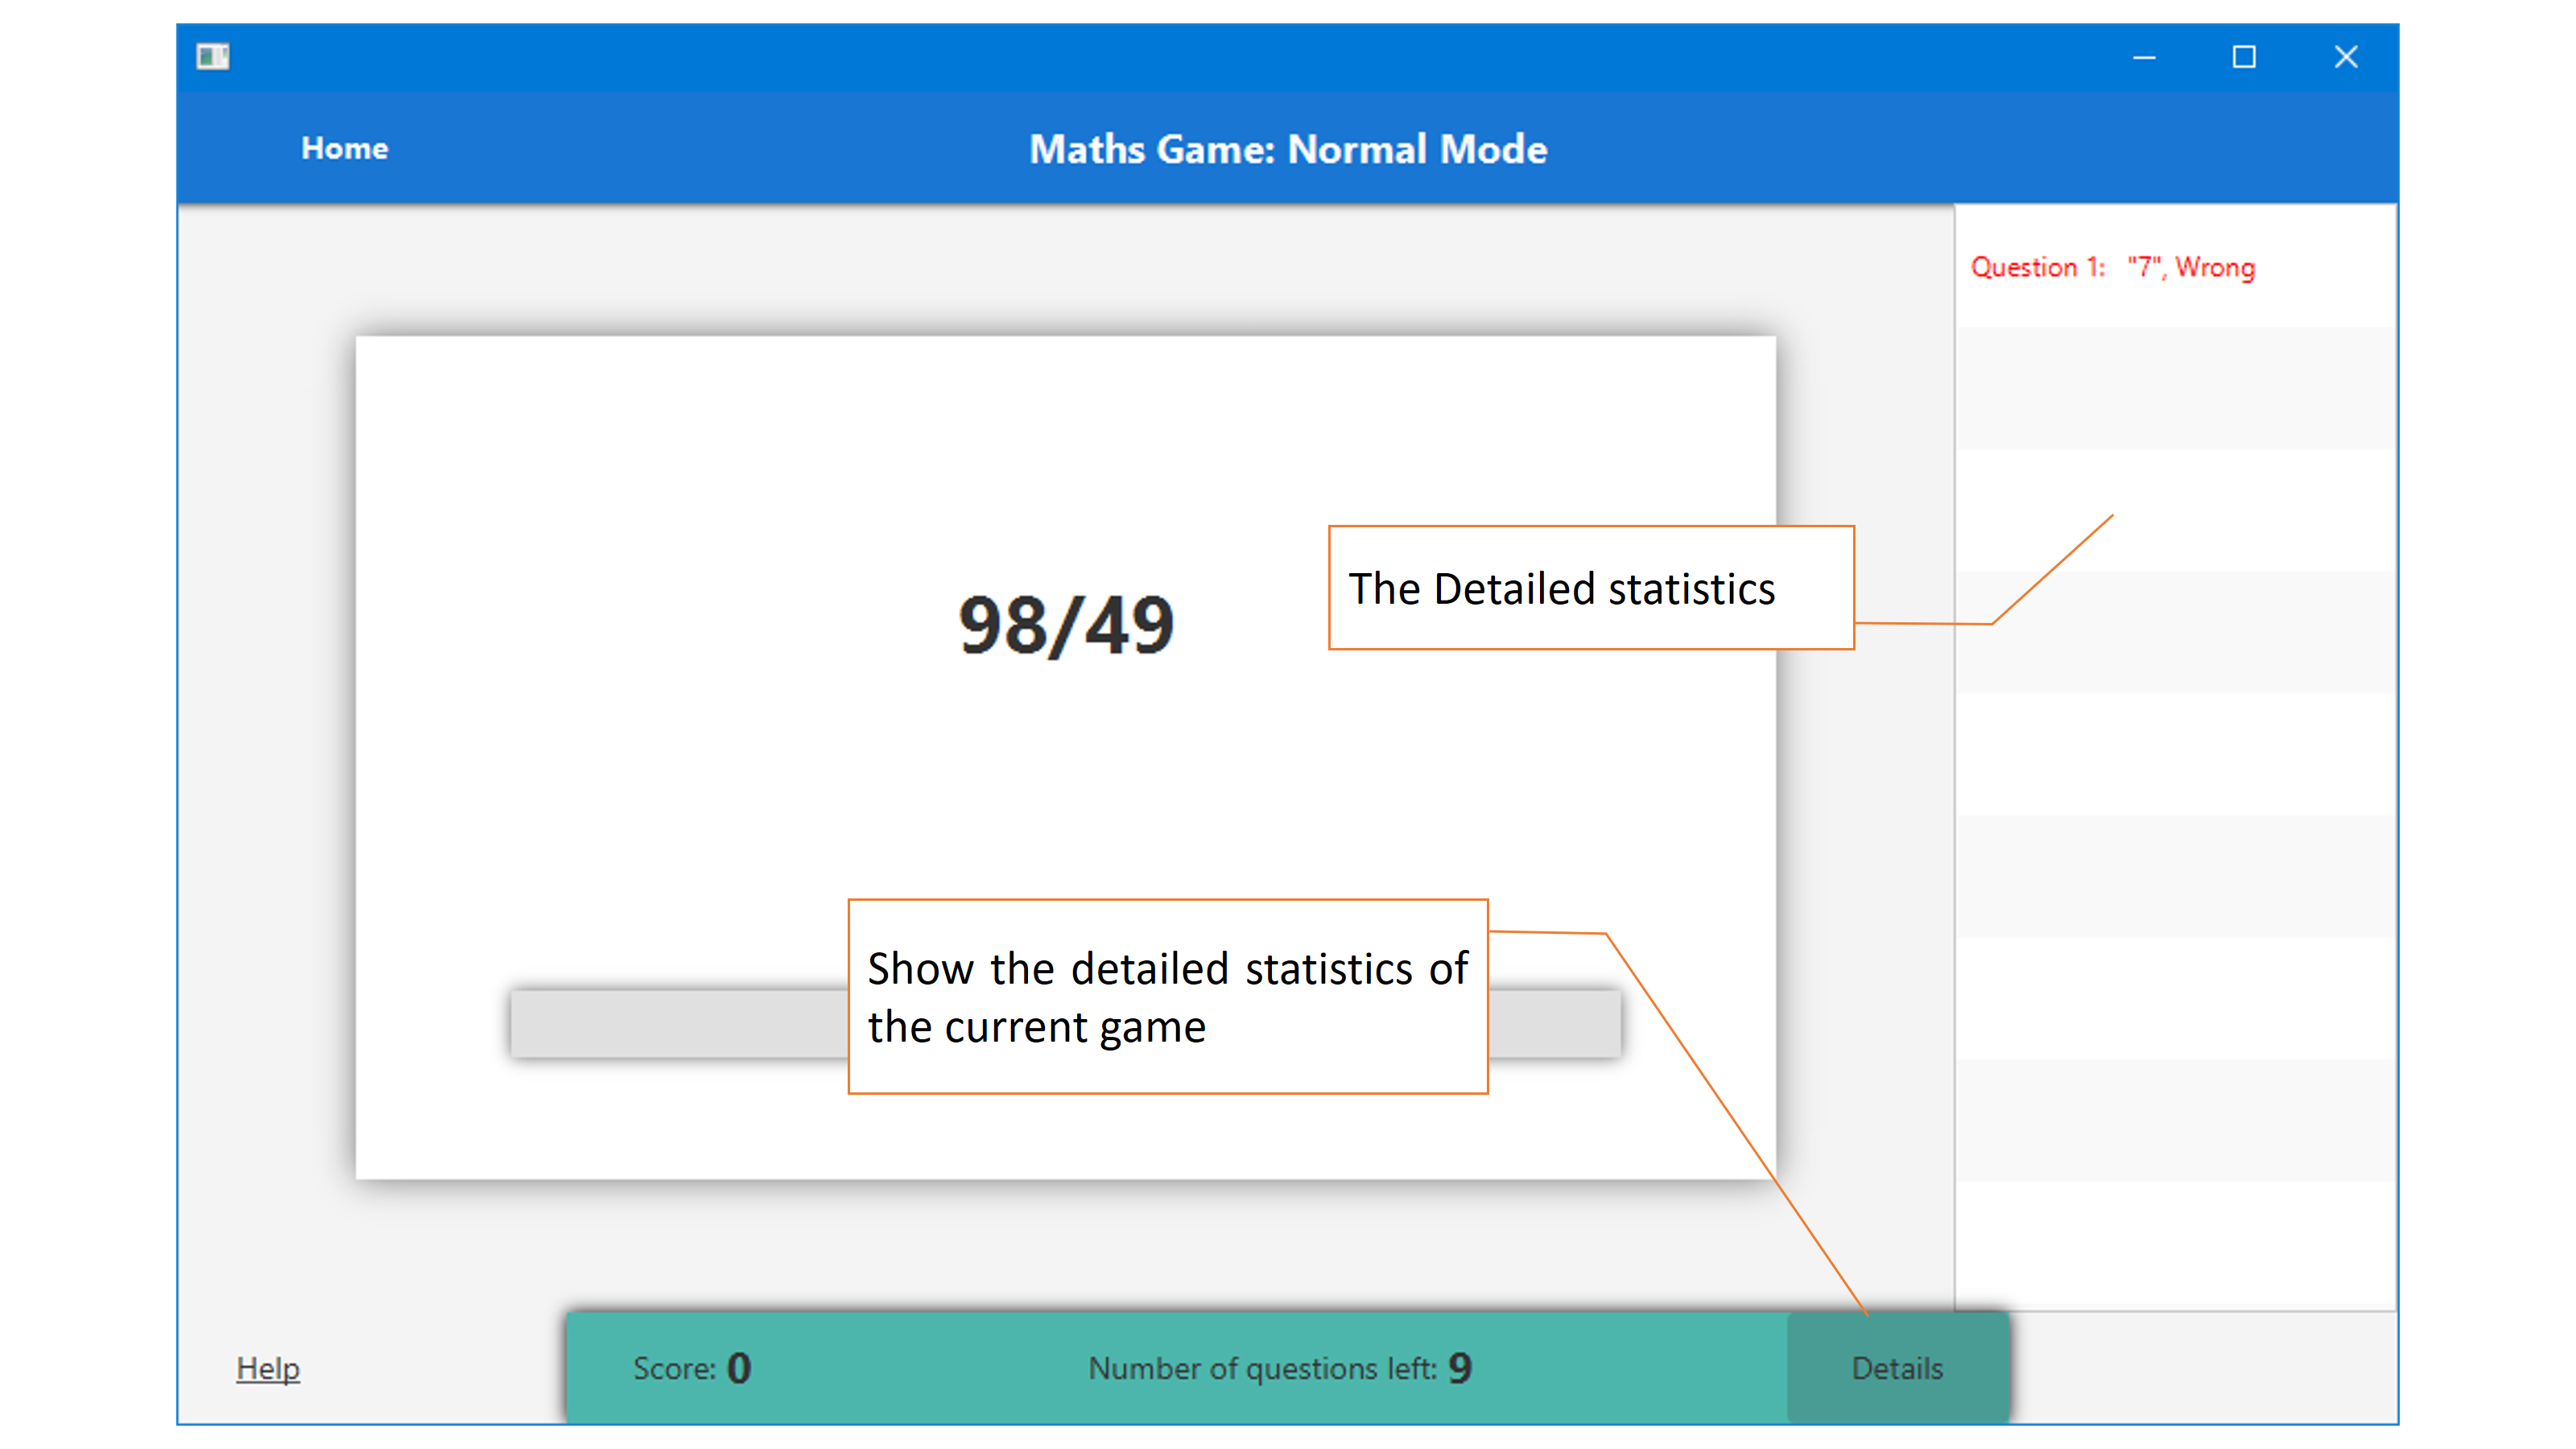 Home
Maths Game: Normal Mode
Question 1: "7", Wrong
The Detailed statistics
98/49
Show the detailed statistics of
the current game
Help
Score: 0
Number of questions left: 9
Details